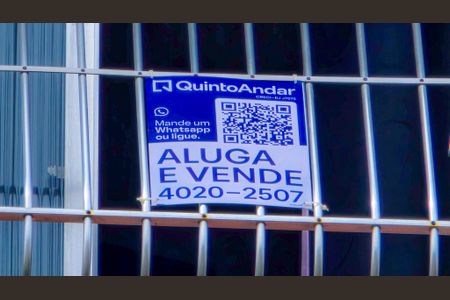 QuintoAndar
Mande um
Whatsapp
ou ligue.
ALUGA
E VENDE
4020-2507